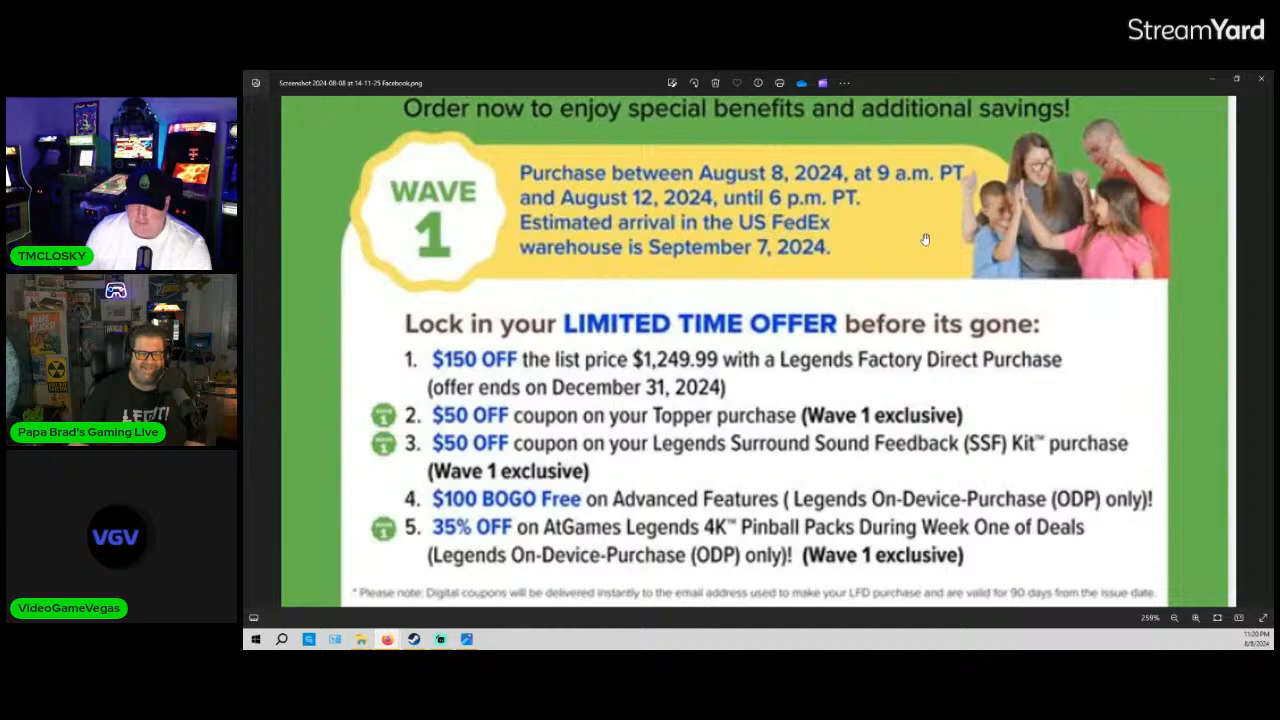 StreamYard
Screenshot 2024-08-08 at 14-11-25 Facebook.png
Order now to enjoy special benefits and additional savings!
WAVE
1
Purchase between August 8, 2024, at 9 a.m. PT
and August 12, 2024, until 6 p.m. PT.
Estimated arrival in the US FedEx
warehouse is September 7, 2024.
Lock in your LIMITED TIME OFFER before its gone:
1. $150 OFF the list price $1,249.99 with a Legends Factory Direct Purchase
(offer ends on December 31, 2024)
2. $50 OFF coupon on your Topper purchase (Wave 1 exclusive)
3. $50 OFF coupon on your Legends Surround Sound Feedback (SSF) Kit™ purchase
(Wave 1 exclusive)
4. $100 BOGO Free on Advanced Features ( Legends On-Device-Purchase (ODP) only)!
5. 35% OFF on AtGames Legends 4K™ Pinball Packs During Week One of Deals
(Legends On-Device-Purchase (ODP) only)! (Wave 1 exclusive)
* Please note: Digital coupons will be delivered instantly to the email address used to make your LFD purchase and are valid for 90 days from the issue date.
259%
11:20 PM
8/8/2024
TMCLOSKY
Papa Brad's Gaming Live
VGV
VideoGameVegas